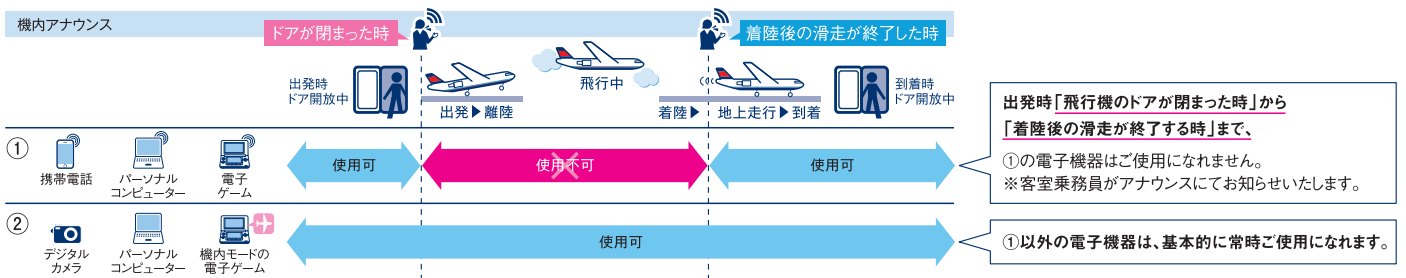 機内アナウンス
ドアが閉まった時
着陸後の滑走が終了した時
出発時
ドア開放中
出発▶離陸
飛行中
着陸▶
地上走行▶到着
到着時
ドア開放中
①
携帯電話
パーソナル
コンピューター
電子
ゲーム
使用可
使用不可
使用可
出発時「飛行機のドアが閉まった時」から
「着陸後の滑走が終了する時」まで、
①の電子機器はご使用になれません。
※客室乗務員がアナウンスにてお知らせいたします。
②
デジタル
カメラ
パーソナル
コンピューター
機内モードの
電子ゲーム
使用可
①以外の電子機器は、基本的に常時ご使用になれます。